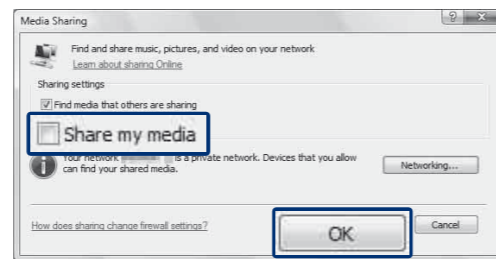 Media Sharing
Find and share music, pictures, and video on your network
Learn about sharing Online
Sharing settings
Find media that others are sharing
Share my media
Your network is a private network. Devices that you allow
can find your shared media.
Networking...
How does sharing change firewall settings?
OK
Cancel